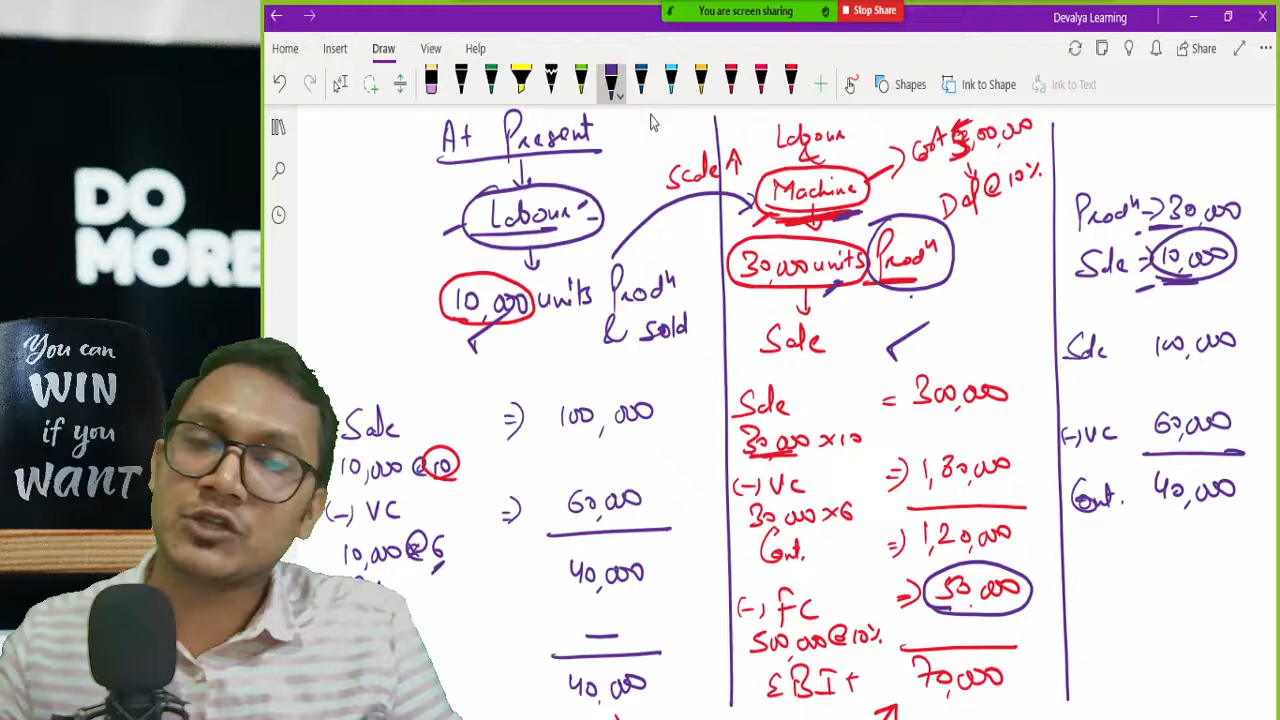 You are screen sharing
Stop Share
Devalya Learning
Home
Insert
Draw
View
Help
Share
Shapes
Ink to Shape
Ink to Text
DO
MORE
You can
WIN
if you
WANT
At Present
Labour
10,000 units Prodn
& sold
Sale
10,000 @ 10
=) 100,000
(-) VC
10,000 @ 6
=) 60,000
40,000
—
40,000
Scale ↑
Labour
&
Machine
Cost 5,00,000
Dep @ 10%
30,000 units Prodn
Sale
Sale
30,000 x 10
= 300,000
(-) VC
30,000 x 6
=) 1,80,000
Cont.
=) 1,20,000
(-) FC
500,000 @ 10%
=) 50,000
EBIT
70,000
Prodn -> 30,000
Sale => 10,000
Sale 100,000
(-) VC 60,000
Cont. 40,000